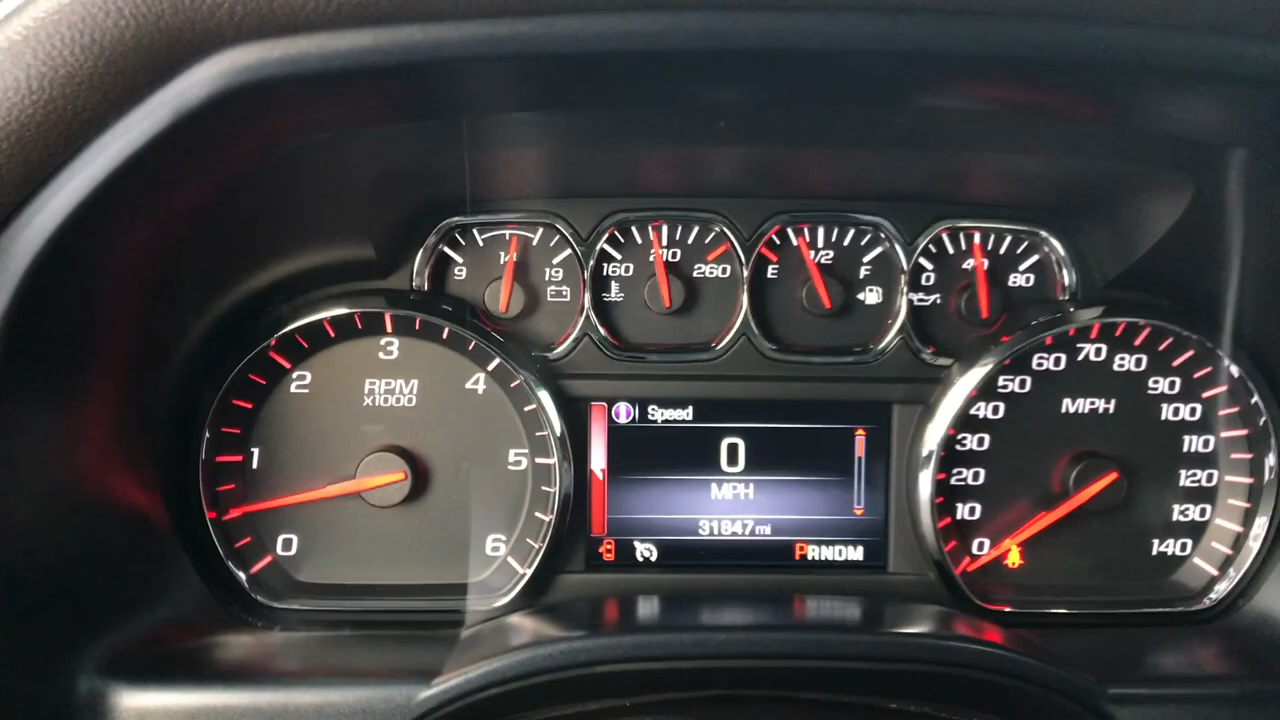 9 14 19
160 210 260
E 1/2 F
0 40 80
0 1 2 3 4 5 6
RPM
x1000
Speed
0
MPH
31847 mi
PRNDM
0 10 20 30 40 50 60 70 80 90 100 110 120 130 140
MPH